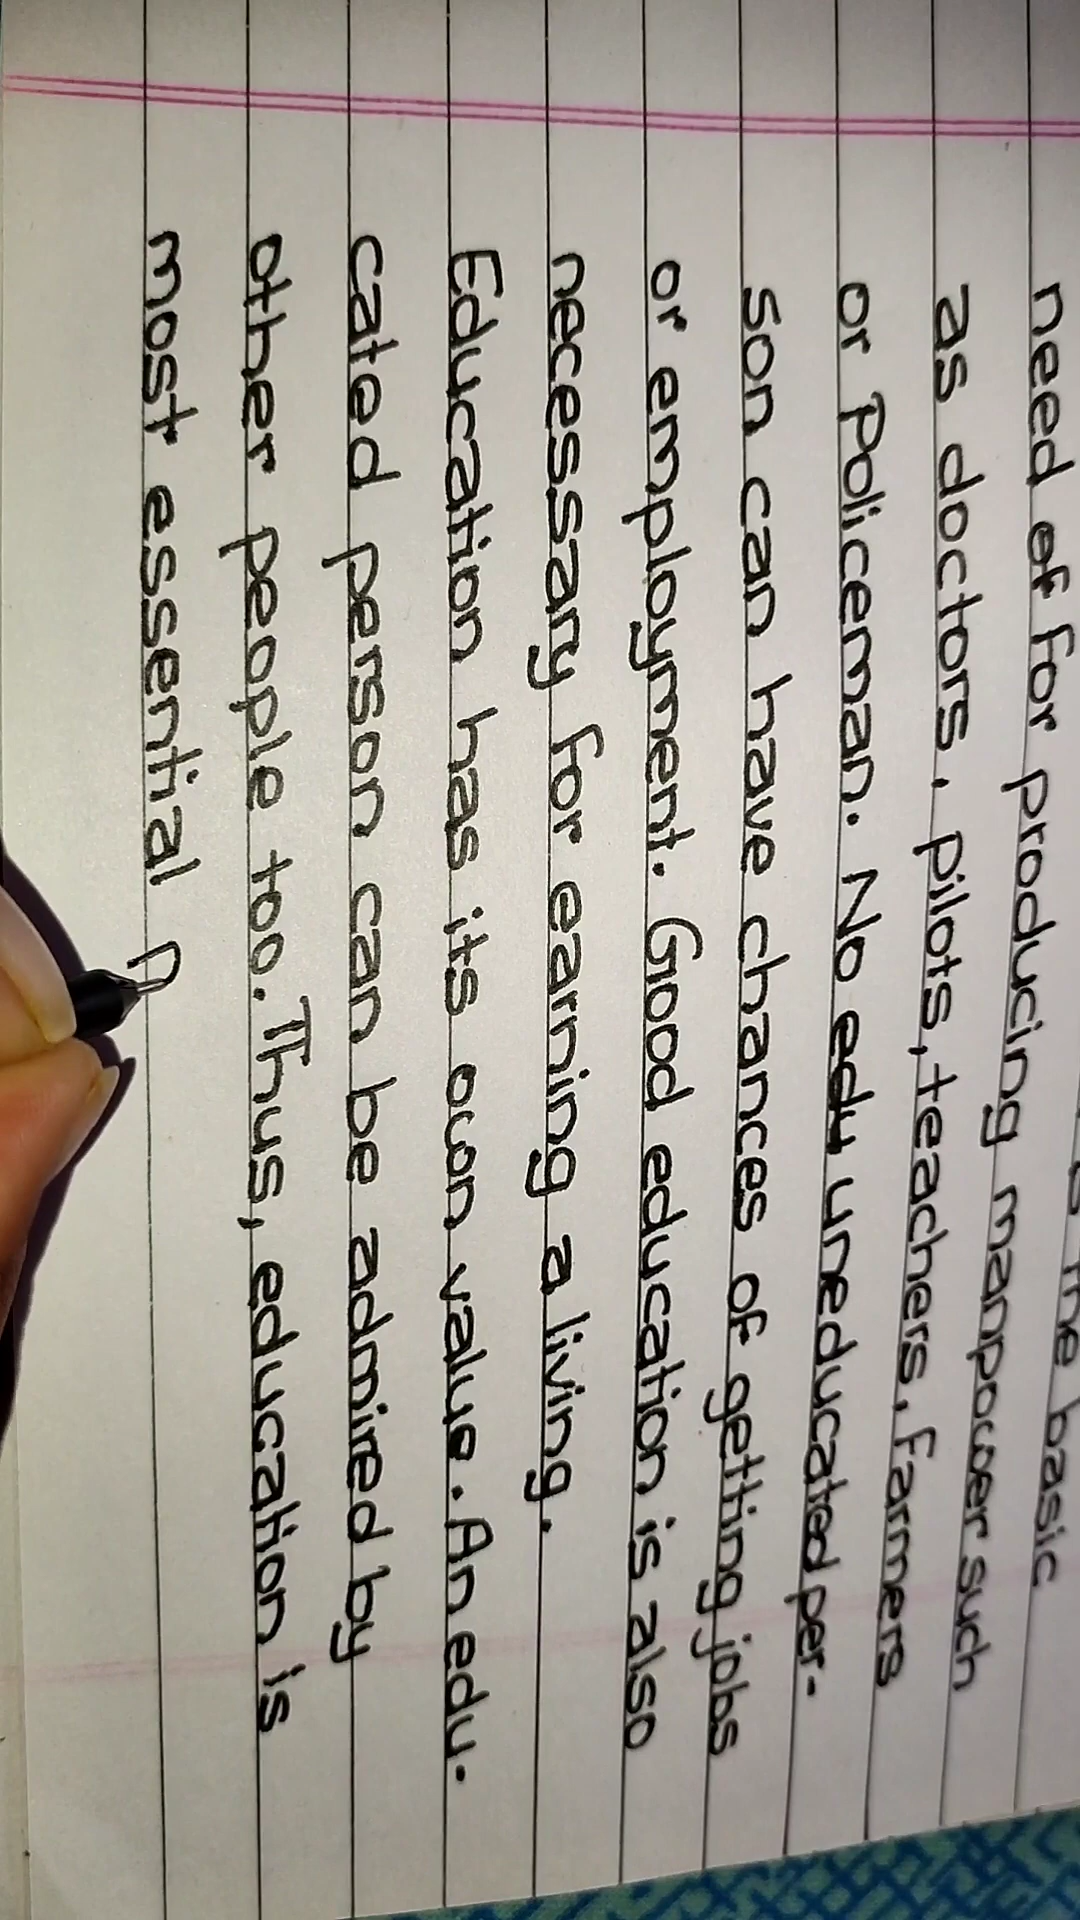 the basic
need of for producing manpower such
as doctors, pilots, teachers, farmers
or Policeman. No edu uneducated per-
son can have chances of getting jobs
or employment. Good education is also
necessary for earning a living.
Education has its own value. An edu-
cated person can be admired by
other people too. Thus, education is
most essential